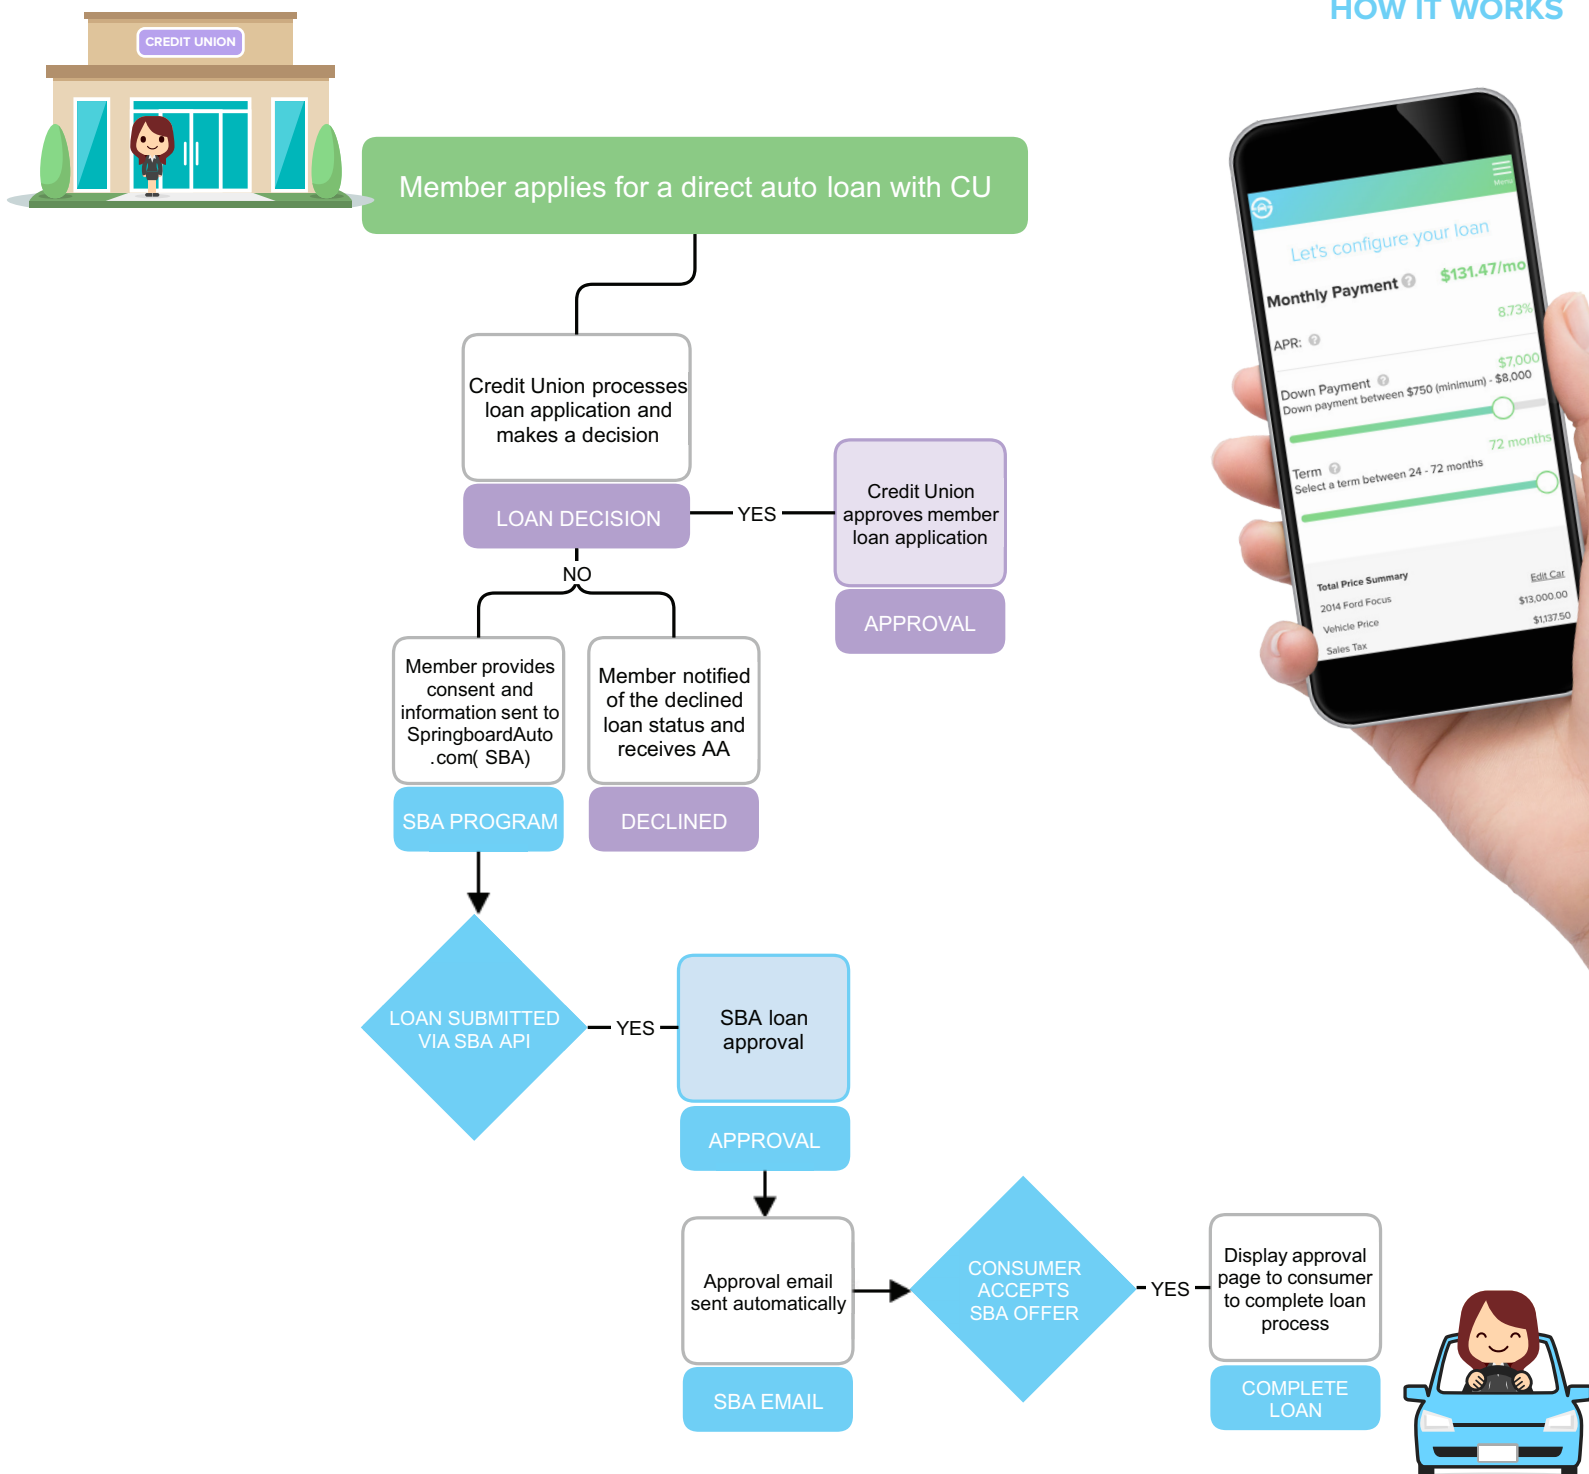 HOW IT WORKS
CREDIT UNION
Member applies for a direct auto loan with CU
Credit Union processes
loan application and
makes a decision
LOAN DECISION
YES
Credit Union
approves member
loan application
APPROVAL
NO
Member provides
consent and
information sent to
SpringboardAuto
.com( SBA)
SBA PROGRAM
Member notified
of the declined
loan status and
receives AA
DECLINED
LOAN SUBMITTED
VIA SBA API
YES
SBA loan
approval
APPROVAL
Approval email
sent automatically
SBA EMAIL
CONSUMER
ACCEPTS
SBA OFFER
YES
Display approval
page to consumer
to complete loan
process
COMPLETE
LOAN
Menu
Let's configure your loan
Monthly Payment $131.47/mo
APR: 8.73%
$7,000
Down Payment
Down payment between $750 (minimum) - $8,000
72 months
Term
Select a term between 24 - 72 months
Total Price Summary
Edit Car
2014 Ford Focus
Vehicle Price $13,000.00
Sales Tax $1,137.50